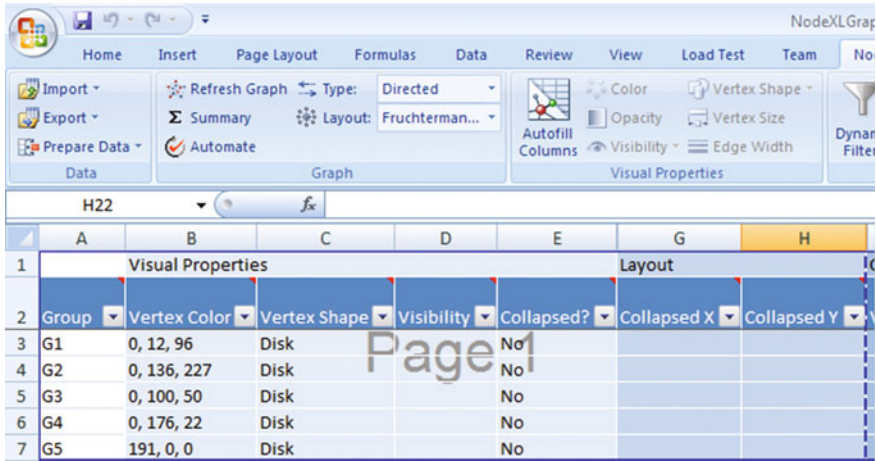 NodeXLGrap
Home Insert Page Layout Formulas Data Review View Load Test Team No
Import Refresh Graph Type: Directed Color Vertex Shape
Export Σ Summary Layout: Fruchterman... Autofill Columns Opacity Vertex Size Dynam Filter
Prepare Data Automate Visibility Edge Width
Data Graph Visual Properties
H22 fx
A B C D E G H
1 Visual Properties Layout
2 Group Vertex Color Vertex Shape Visibility Collapsed? Collapsed X Collapsed Y
3 G1 0, 12, 96 Disk No
Page 1
4 G2 0, 136, 227 Disk No
5 G3 0, 100, 50 Disk No
6 G4 0, 176, 22 Disk No
7 G5 191, 0, 0 Disk No